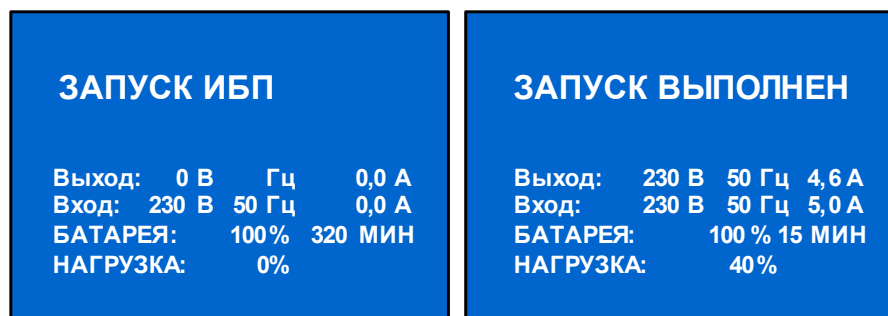 ЗАПУСК ИБП
Выход: 0 В Гц 0,0 А
Вход: 230 В 50 Гц 0,0 А
БАТАРЕЯ: 100% 320 МИН
НАГРУЗКА: 0%
ЗАПУСК ВЫПОЛНЕН
Выход: 230 В 50 Гц 4,6 А
Вход: 230 В 50 Гц 5,0 А
БАТАРЕЯ: 100 % 15 МИН
НАГРУЗКА: 40%